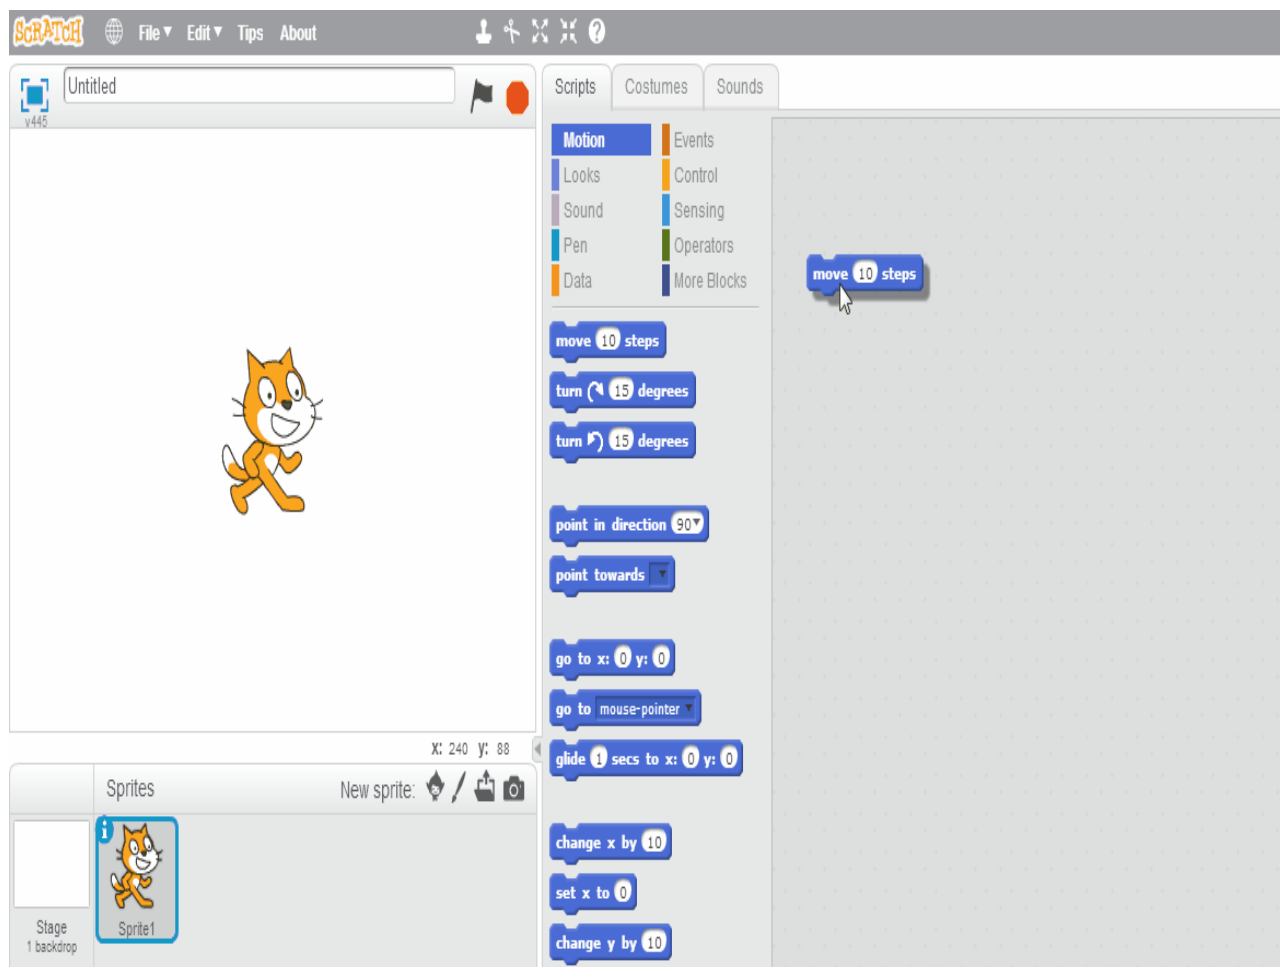 SCRATCH File Edit Tips About
Untitled
v445
Scripts Costumes Sounds
Motion Events
Looks Control
Sound Sensing
Pen Operators
Data More Blocks
move 10 steps
move 10 steps
turn 15 degrees
turn 15 degrees
point in direction 90
point towards
go to x: 0 y: 0
go to mouse-pointer
glide 1 secs to x: 0 y: 0
change x by 10
set x to 0
change y by 10
x: 240 y: 88
Sprites New sprite:
Stage
1 backdrop
Sprite1